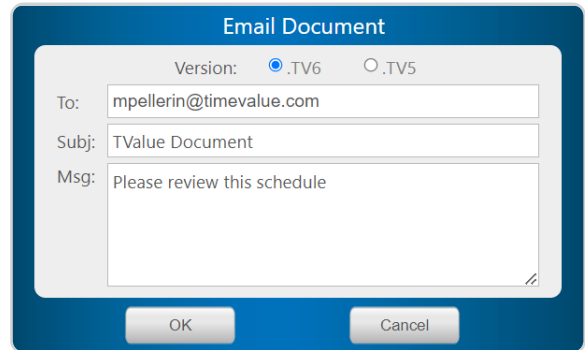 Email Document
Version: .TV6 .TV5
To: mpellerin@timevalue.com
Subj: TValue Document
Msg: Please review this schedule
OK Cancel